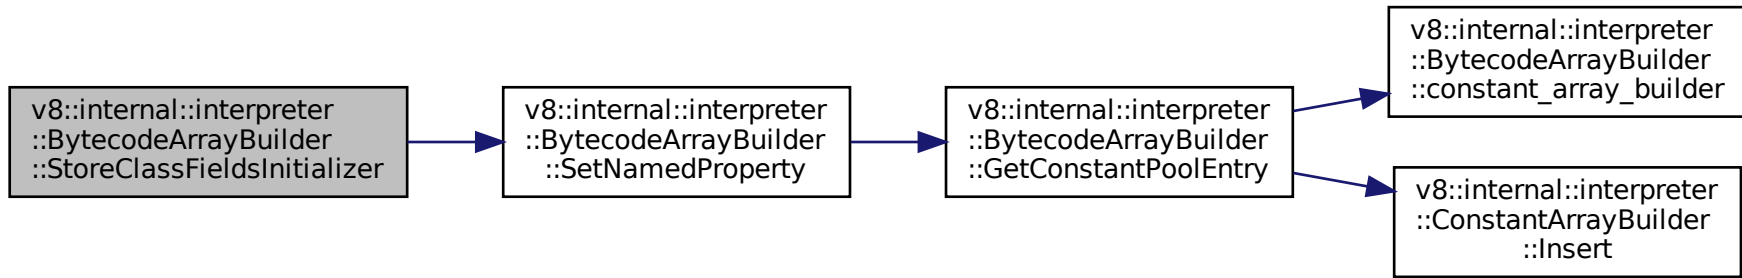 v8::internal::interpreter
::BytecodeArrayBuilder
::StoreClassFieldsInitializer
v8::internal::interpreter
::BytecodeArrayBuilder
::SetNamedProperty
v8::internal::interpreter
::BytecodeArrayBuilder
::GetConstantPoolEntry
v8::internal::interpreter
::BytecodeArrayBuilder
::constant_array_builder
v8::internal::interpreter
::ConstantArrayBuilder
::Insert